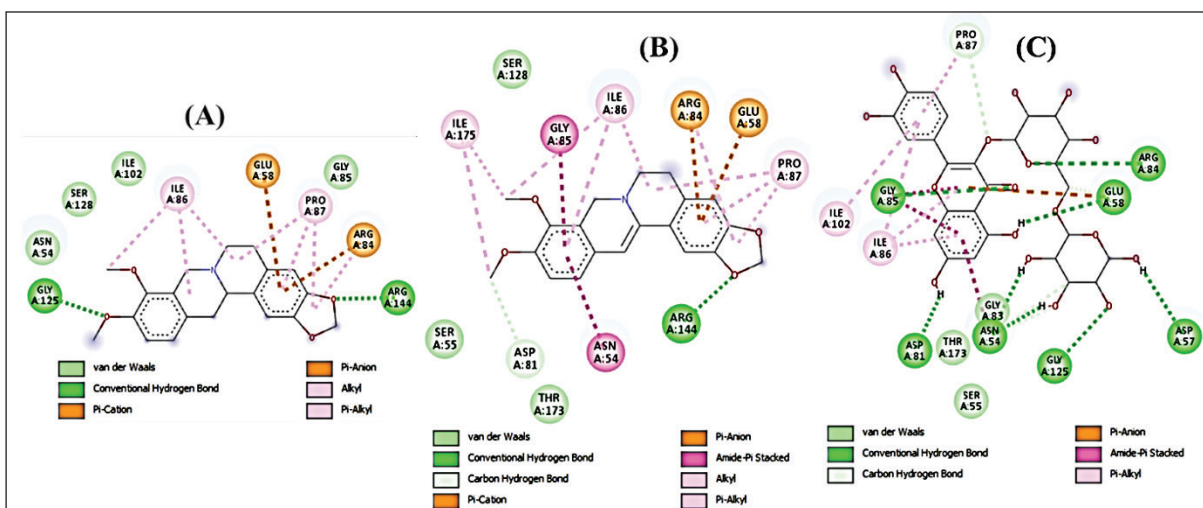 (A)
ILE
A:102
SER
A:128
ASN
A:54
GLY
A:125
ILE
A:86
GLU
A:58
GLY
A:85
PRO
A:87
ARG
A:84
ARG
A:144
N
O
O
O
O
van der Waals
Conventional Hydrogen Bond
Pi-Cation
Pi-Anion
Alkyl
Pi-Alkyl
(B)
SER
A:128
ILE
A:175
GLY
A:85
ILE
A:86
ARG
A:84
GLU
A:58
PRO
A:87
N
O
O
O
O
ARG
A:144
SER
A:55
ASP
A:81
ASN
A:54
THR
A:173
van der Waals
Conventional Hydrogen Bond
Carbon Hydrogen Bond
Pi-Cation
Pi-Anion
Amide-Pi Stacked
Alkyl
Pi-Alkyl
(C)
PRO
A:87
ARG
A:84
GLU
A:58
GLY
A:85
ILE
A:102
ILE
A:86
O
O
O
O
O
O
O
O
O
H
O
O
O
O
O
O
O
H
H
H
H
GLY
A:83
ASN
A:54
ASP
A:81
THR
A:173
GLY
A:125
ASP
A:57
SER
A:55
van der Waals
Conventional Hydrogen Bond
Carbon Hydrogen Bond
Pi-Anion
Amide-Pi Stacked
Pi-Alkyl